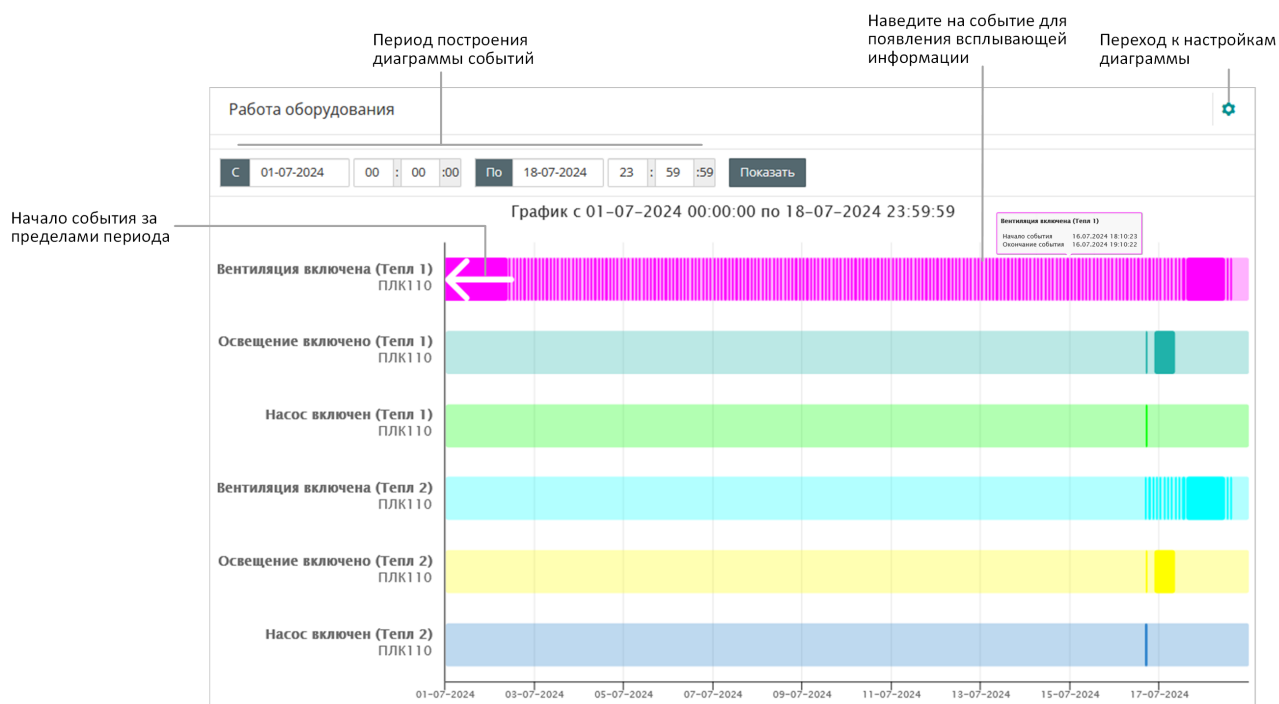 Период построения
диаграммы событий
Наведите на событие для
появления всплывающей
информации
Переход к настройкам
диаграммы
Работа оборудования
С 01-07-2024 00 : 00 :00 По 18-07-2024 23 : 59 :59 Показать
Начало события за
пределами периода
График с 01-07-2024 00:00:00 по 18-07-2024 23:59:59
Вентиляция включена (Тепл 1)
Начало события 16.07.2024 18:10:23
Окончание события 16.07.2024 19:10:22
Вентиляция включена (Тепл 1)
ПЛК110
Освещение включено (Тепл 1)
ПЛК110
Насос включен (Тепл 1)
ПЛК110
Вентиляция включена (Тепл 2)
ПЛК110
Освещение включено (Тепл 2)
ПЛК110
Насос включен (Тепл 2)
ПЛК110
01-07-2024 03-07-2024 05-07-2024 07-07-2024 09-07-2024 11-07-2024 13-07-2024 15-07-2024 17-07-2024